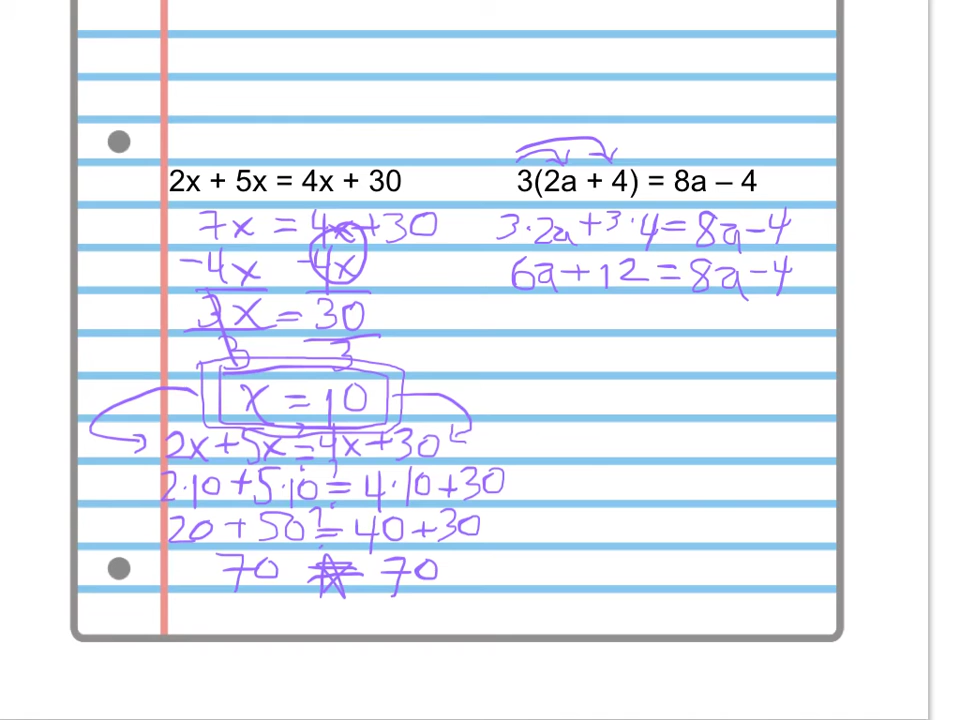 2x + 5x = 4x + 30
7x = 4x+30
-4x -4x
3x = 30
3 3
x = 10
2x+5x ?= 4x+30
2·10+5·10 ?= 4·10+30
20+50 ?= 40+30
70 = 70
3(2a + 4) = 8a – 4
3·2a+3·4=8a-4
6a+12=8a-4